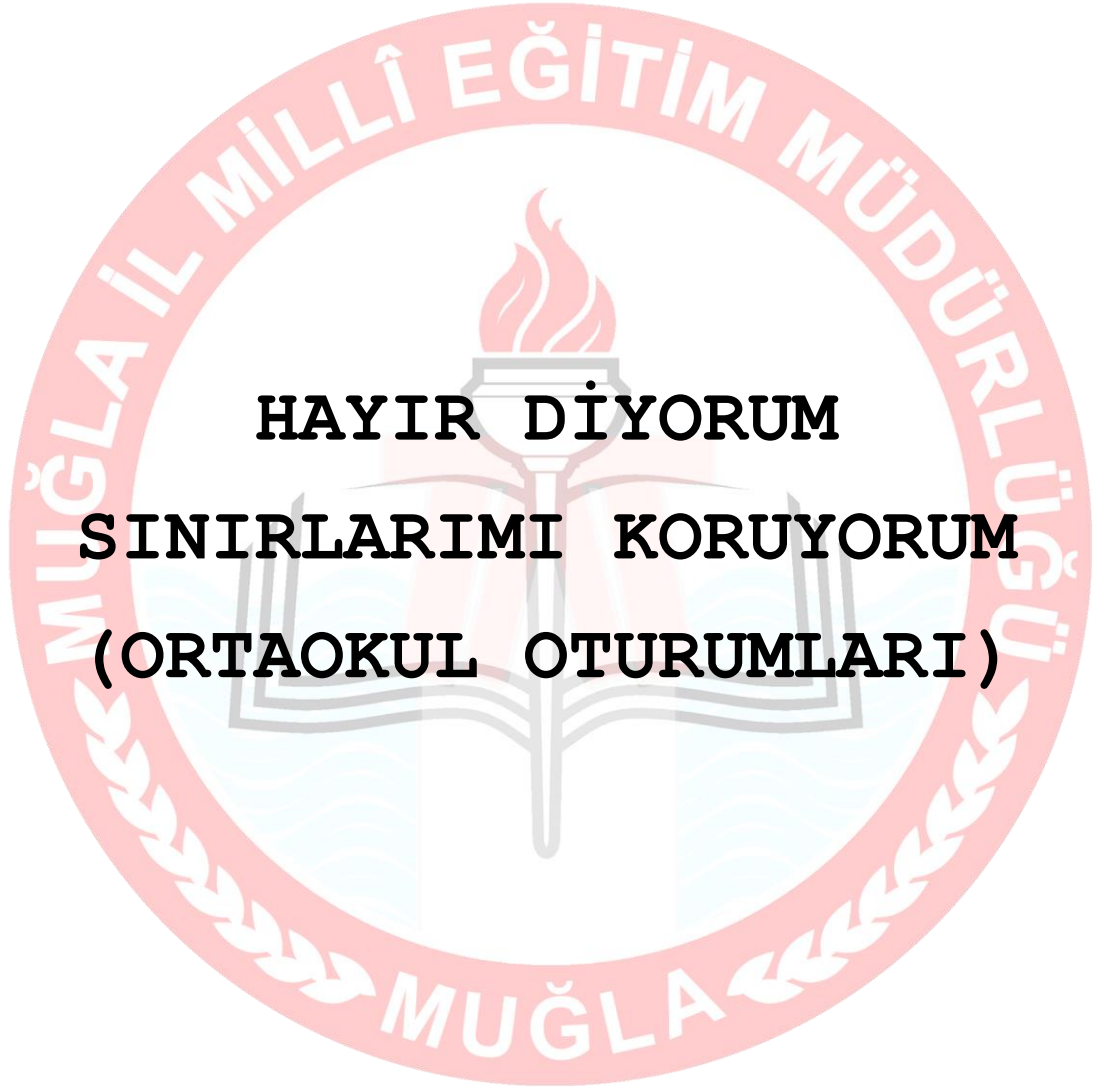 MUĞLA İL MİLLÎ EĞİTİM MÜDÜRLÜĞÜ
HAYIR DİYORUM
SINIRLARIMI KORUYORUM
(ORTAOKUL OTURUMLARI)
MUĞLA